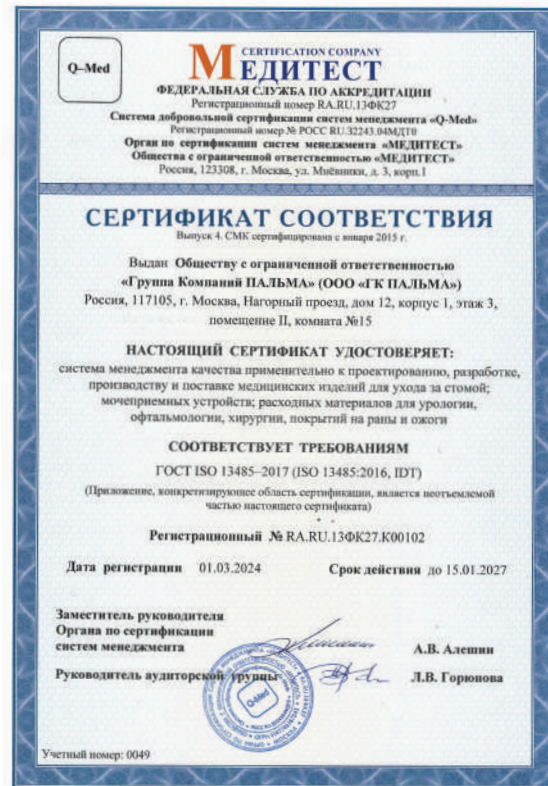 Q–Med
CERTIFICATION COMPANY
МЕДИТЕСТ
ФЕДЕРАЛЬНАЯ СЛУЖБА ПО АККРЕДИТАЦИИ
Регистрационный номер RA.RU.13ФК27
Система добровольной сертификации систем менеджмента «Q-Med»
Регистрационный номер № РОСС RU.32243.04МДТ0
Орган по сертификации систем менеджмента «МЕДИТЕСТ»
Общества с ограниченной ответственностью «МЕДИТЕСТ»
Россия, 123308, г. Москва, ул. Мнёвники, д. 3, корп.1
СЕРТИФИКАТ СООТВЕТСТВИЯ
Выпуск 4. СМК сертифицирована с января 2015 г.
Выдан Обществу с ограниченной ответственностью
«Группа Компаний ПАЛЬМА» (ООО «ГК ПАЛЬМА»)
Россия, 117105, г. Москва, Нагорный проезд, дом 12, корпус 1, этаж 3,
помещение II, комната №15
НАСТОЯЩИЙ СЕРТИФИКАТ УДОСТОВЕРЯЕТ:
система менеджмента качества применительно к проектированию, разработке,
производству и поставке медицинских изделий для ухода за стомой;
мочеприемных устройств; расходных материалов для урологии,
офтальмологии, хирургии, покрытий на раны и ожоги
СООТВЕТСТВУЕТ ТРЕБОВАНИЯМ
ГОСТ ISO 13485–2017 (ISO 13485:2016, IDT)
(Приложение, конкретизирующее область сертификации, является неотъемлемой
частью настоящего сертификата)
Регистрационный № RA.RU.13ФК27.К00102
Дата регистрации 01.03.2024 Срок действия до 15.01.2027
Заместитель руководителя
Органа по сертификации
систем менеджмента А.В. Алешин
Руководитель аудиторской группы Л.В. Горюнова
Q-Med
Учетный номер: 0049